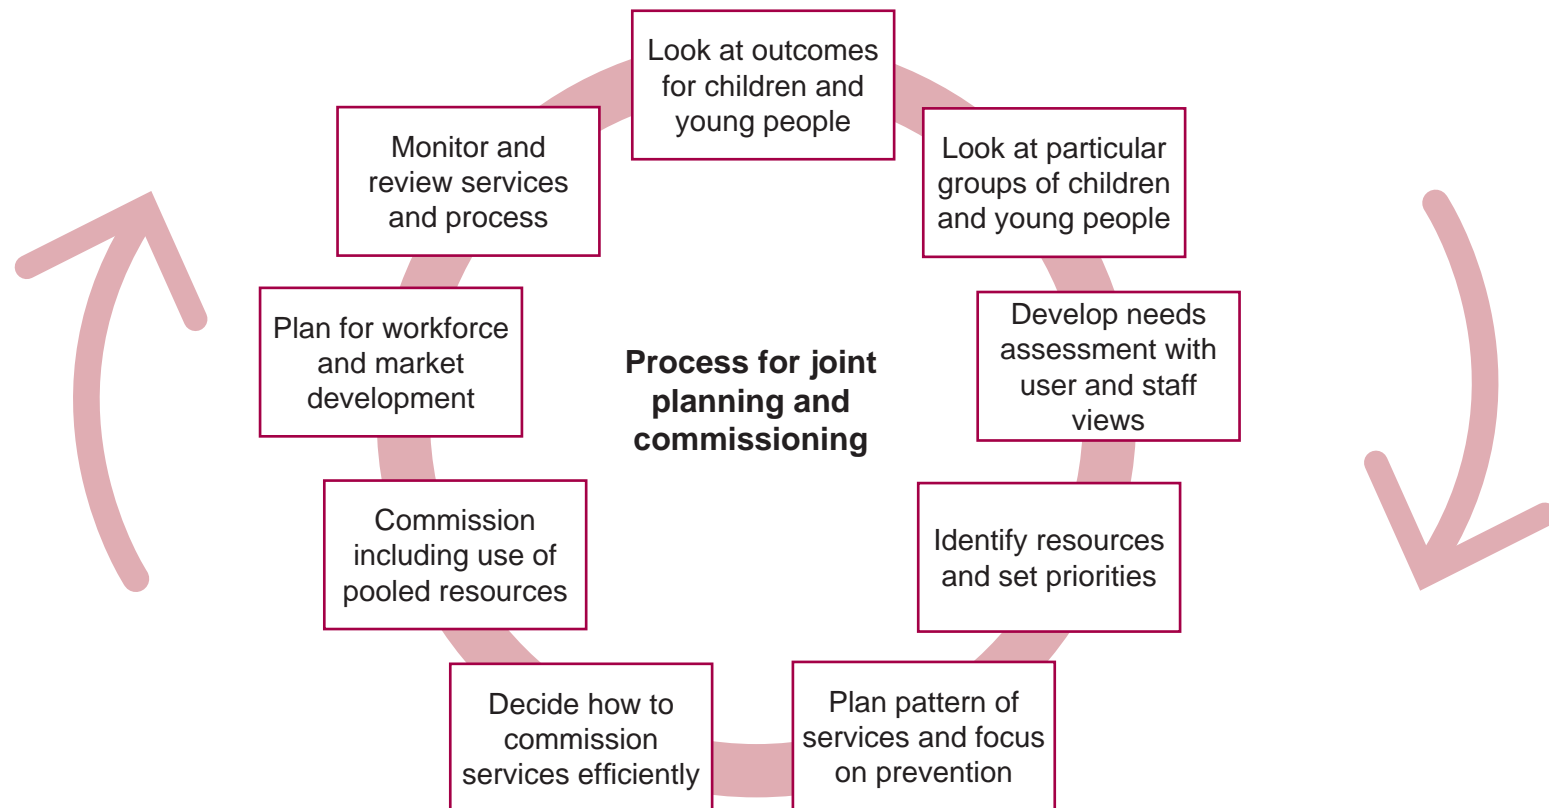 Look at outcomes
for children and
young people
Look at particular
groups of children
and young people
Develop needs
assessment with
user and staff
views
Identify resources
and set priorities
Plan pattern of
services and focus
on prevention
Decide how to
commission
services efficiently
Commission
including use of
pooled resources
Plan for workforce
and market
development
Monitor and
review services
and process
Process for joint
planning and
commissioning